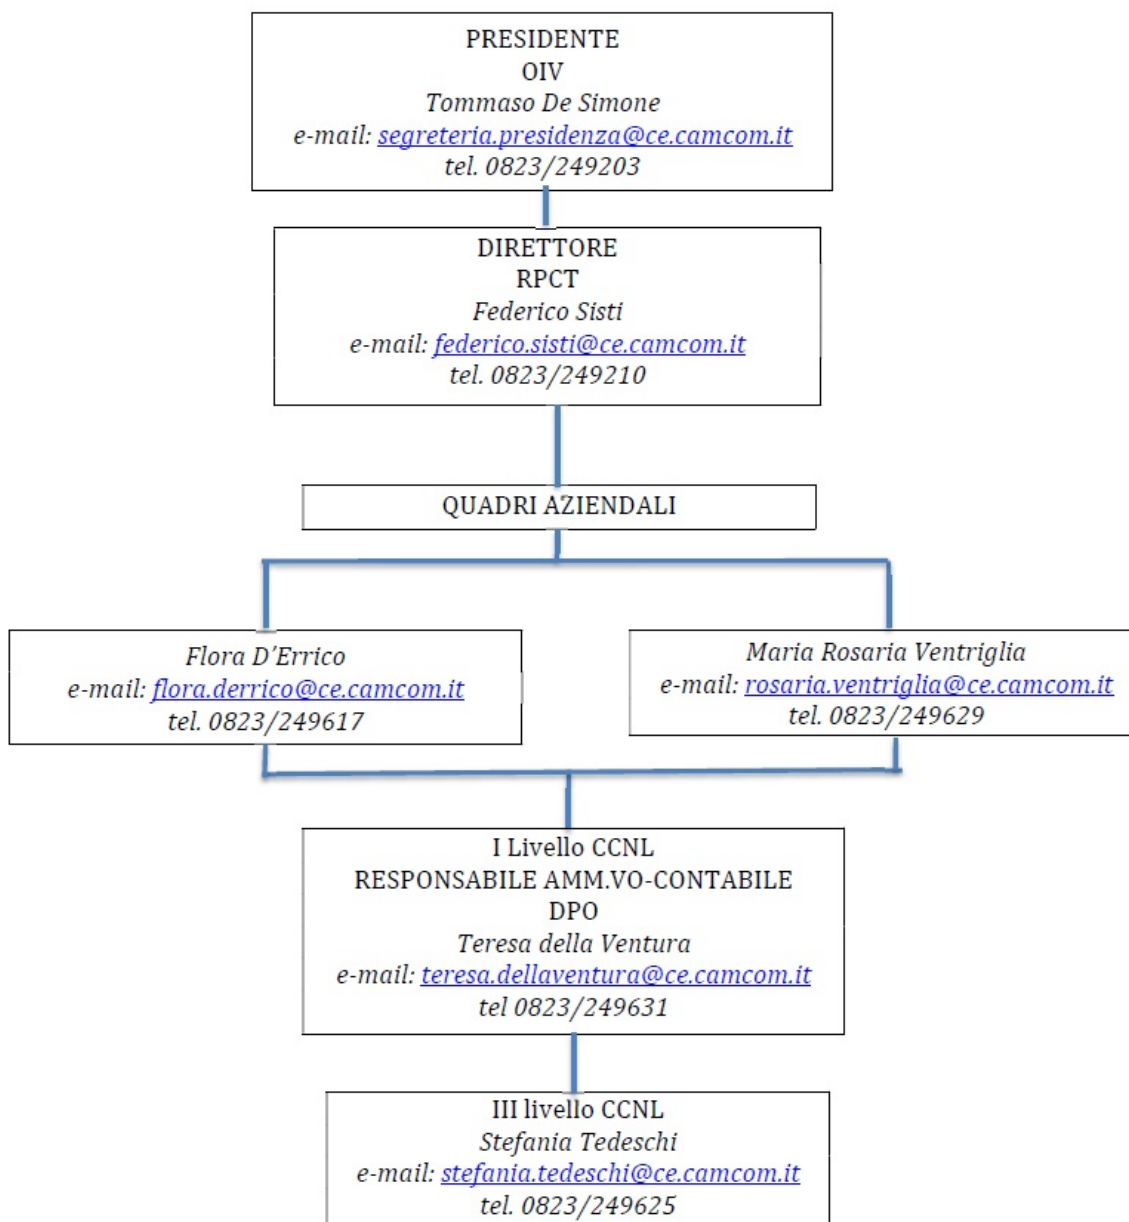 PRESIDENTE
OIV
Tommaso De Simone
e-mail: segreteria.presidenza@ce.camcom.it
tel. 0823/249203
DIRETTORE
RPCT
Federico Sisti
e-mail: federico.sisti@ce.camcom.it
tel. 0823/249210
QUADRI AZIENDALI
Flora D'Errico
e-mail: flora.derrico@ce.camcom.it
tel. 0823/249617
Maria Rosaria Ventriglia
e-mail: rosaria.ventriglia@ce.camcom.it
tel. 0823/249629
I Livello CCNL
RESPONSABILE AMM.VO-CONTABILE
DPO
Teresa della Ventura
e-mail: teresa.dellaventura@ce.camcom.it
tel 0823/249631
III livello CCNL
Stefania Tedeschi
e-mail: stefania.tedeschi@ce.camcom.it
tel. 0823/249625